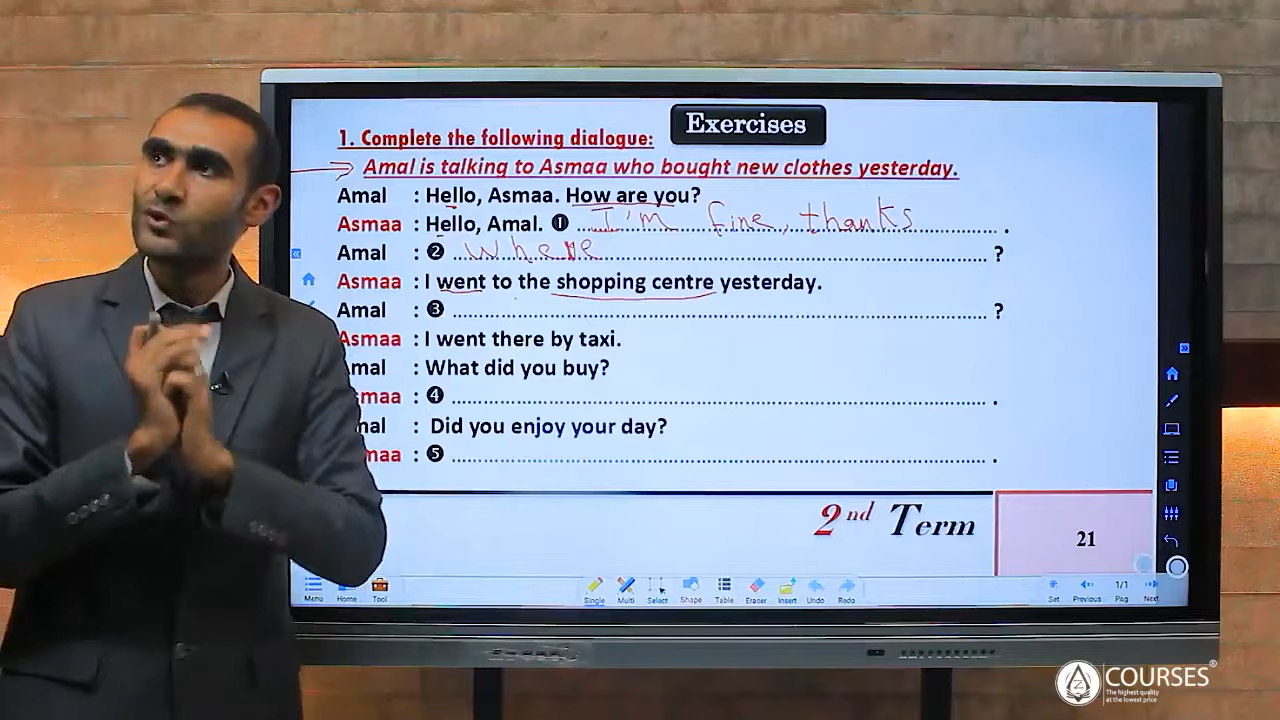 Exercises
1. Complete the following dialogue:
Amal is talking to Asmaa who bought new clothes yesterday.
Amal : Hello, Asmaa. How are you?
Asmaa : Hello, Amal. ❶ I'm fine, thanks .
Amal : ❷ where ?
Asmaa : I went to the shopping centre yesterday.
Amal : ❸ ........ ?
Asmaa : I went there by taxi.
mal : What did you buy?
smaa : ❹ ........ .
nal : Did you enjoy your day?
maa : ❺ ........ .
2nd Term
21
Menu Home Tool Single Multi Select Shape Table Eraser Insert Undo Redo Set Previous 1/1 Pag Next
COURSES®
The highest quality
at the lowest price